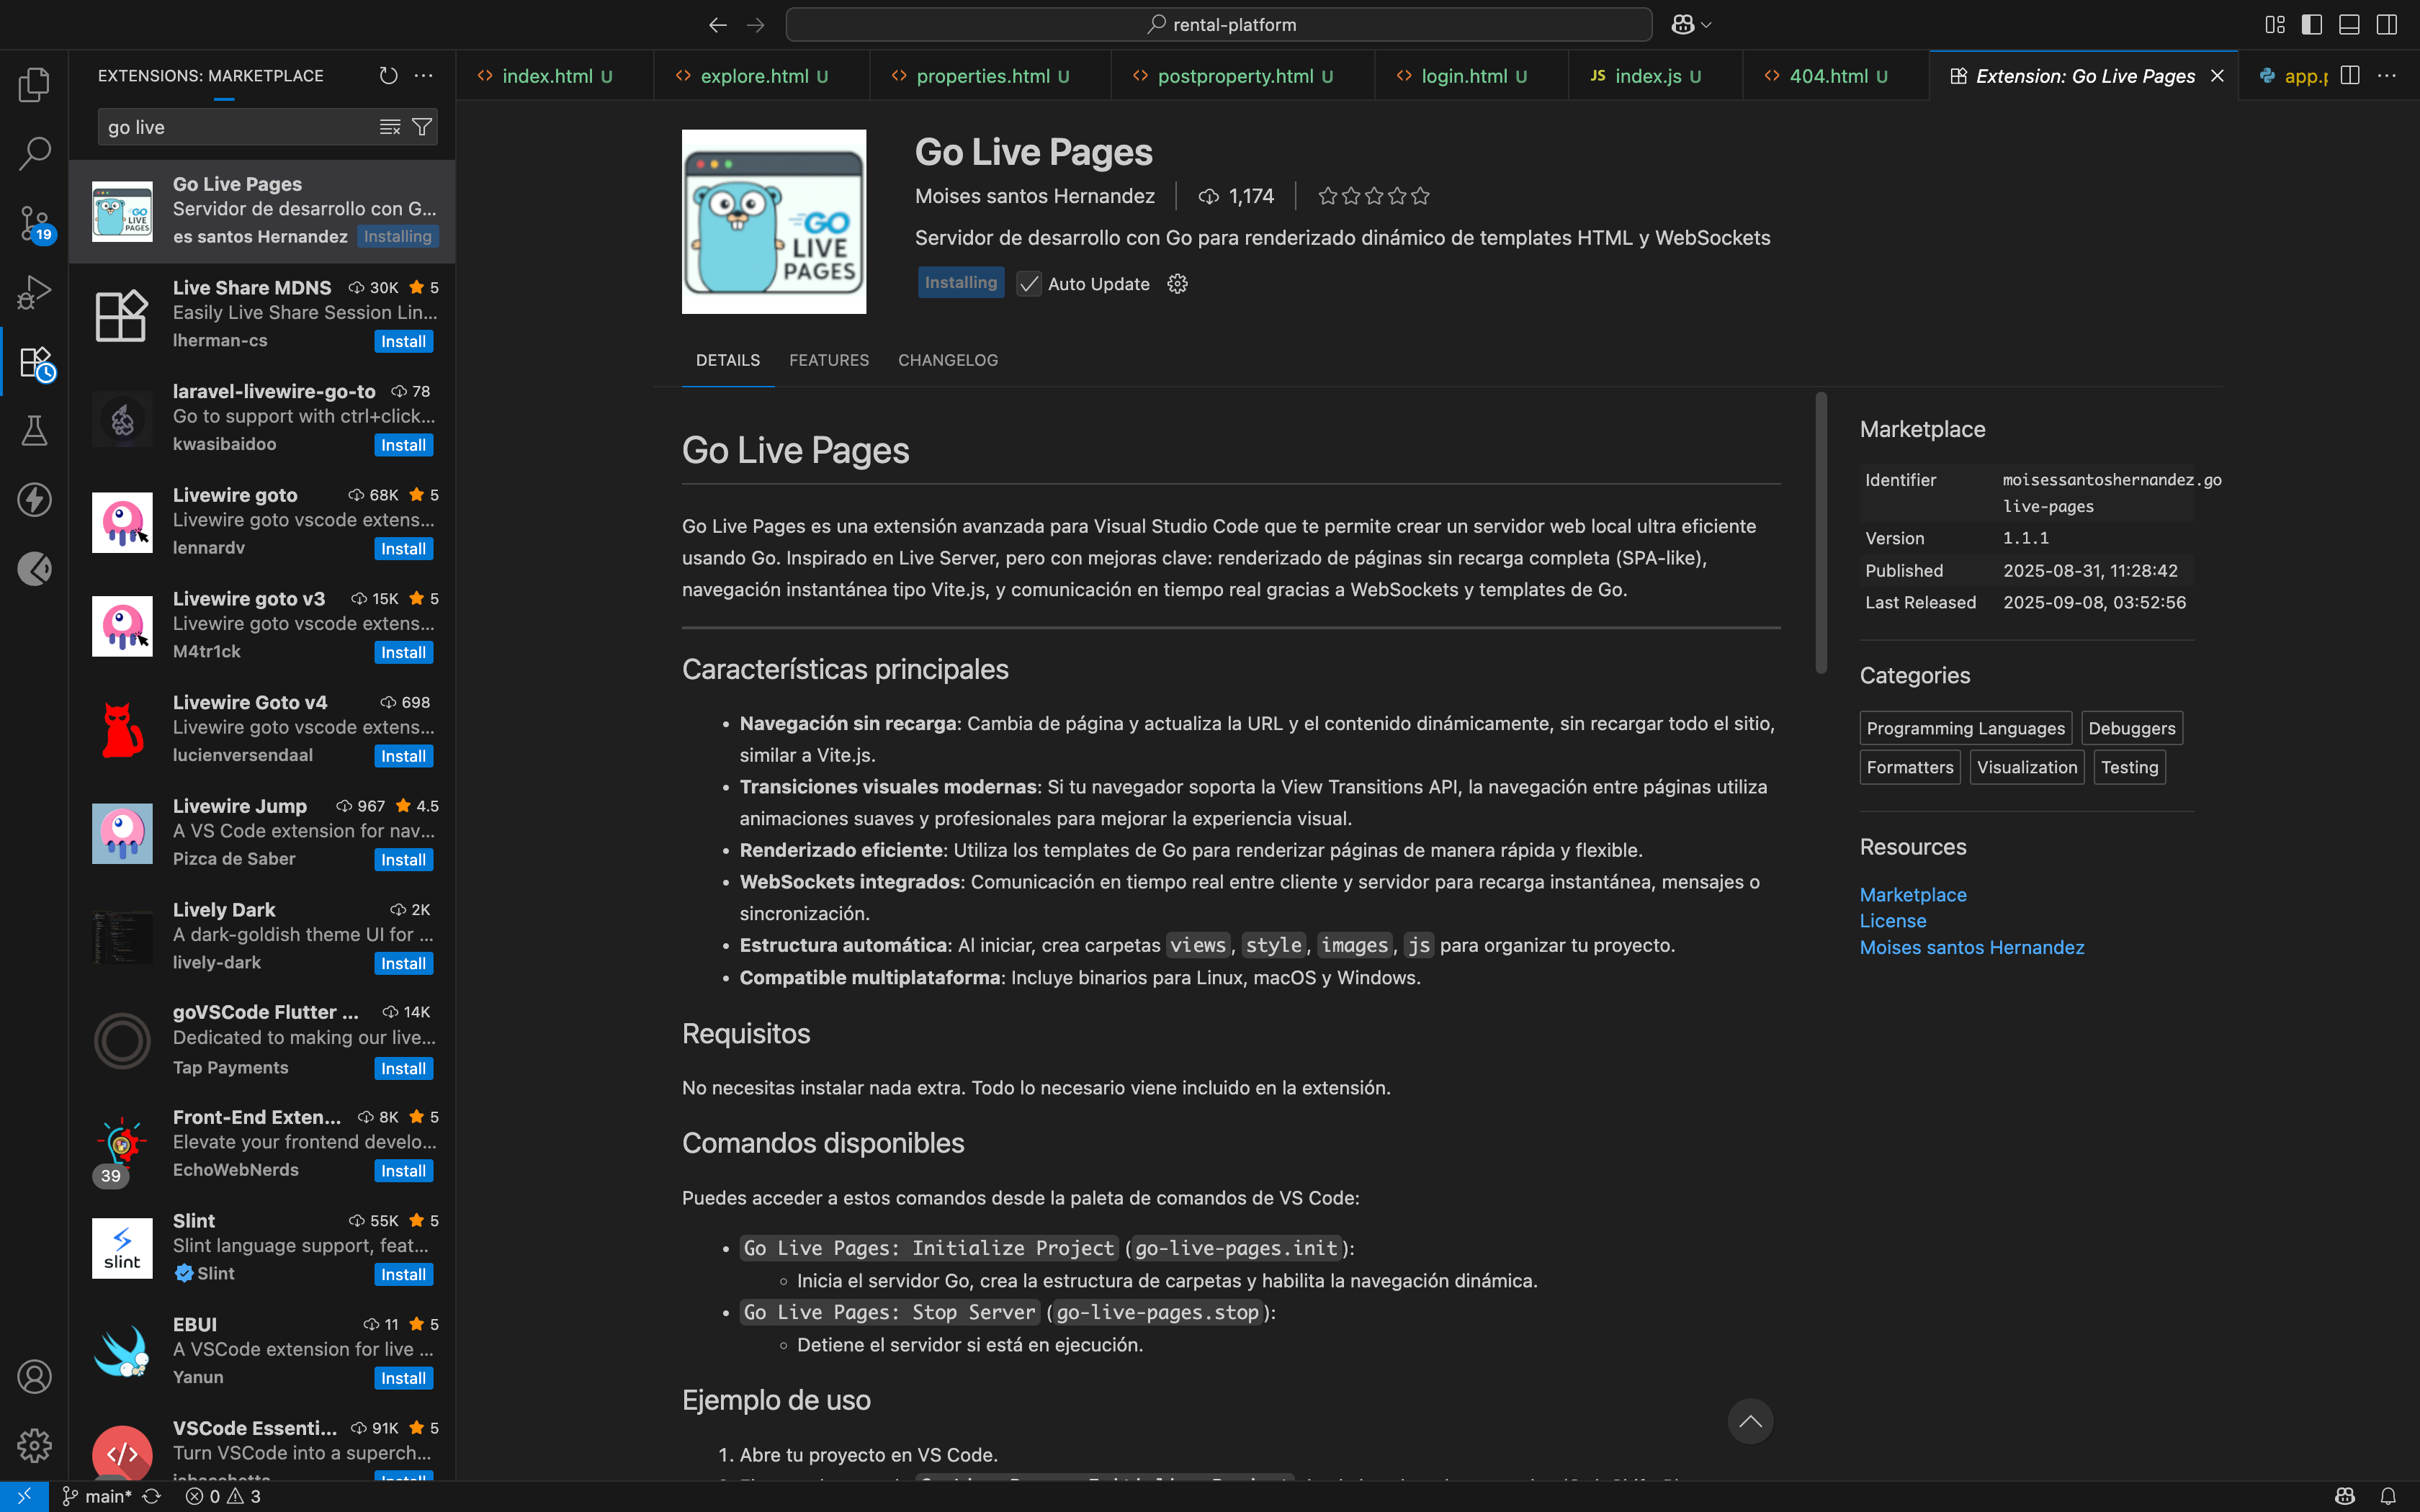 rental-platform
EXTENSIONS: MARKETPLACE
index.html U
explore.html U
properties.html U
postproperty.html U
login.html U
JS index.js U
404.html U
Extension: Go Live Pages
app.p
go live
Go Live Pages
Servidor de desarrollo con G...
es santos Hernandez Installing
Live Share MDNS 30K 5
Easily Live Share Session Lin...
lherman-cs Install
laravel-livewire-go-to 78
Go to support with ctrl+click...
kwasibaidoo Install
Livewire goto 68K 5
Livewire goto vscode extens...
lennardv Install
Livewire goto v3 15K 5
Livewire goto vscode extens...
M4tr1ck Install
Livewire Goto v4 698
Livewire goto vscode extens...
lucienversendaal Install
Livewire Jump 967 4.5
A VS Code extension for nav...
Pizca de Saber Install
Lively Dark 2K
A dark-goldish theme UI for ...
lively-dark Install
goVSCode Flutter ... 14K
Dedicated to making our live...
Tap Payments Install
Front-End Exten... 8K 5
Elevate your frontend develo...
39 EchoWebNerds Install
Slint 55K 5
Slint language support, feat...
slint
Slint Install
EBUI 11 5
A VSCode extension for live ...
Yanun Install
VSCode Essenti... 91K 5
Turn VSCode into a superch...
19
GO
LIVE
PAGES
Go Live Pages
Moises santos Hernandez 1,174
Servidor de desarrollo con Go para renderizado dinámico de templates HTML y WebSockets
Installing Auto Update
DETAILS FEATURES CHANGELOG
Go Live Pages
Go Live Pages es una extensión avanzada para Visual Studio Code que te permite crear un servidor web local ultra eficiente
usando Go. Inspirado en Live Server, pero con mejoras clave: renderizado de páginas sin recarga completa (SPA-like),
navegación instantánea tipo Vite.js, y comunicación en tiempo real gracias a WebSockets y templates de Go.
Características principales
• Navegación sin recarga: Cambia de página y actualiza la URL y el contenido dinámicamente, sin recargar todo el sitio,
similar a Vite.js.
• Transiciones visuales modernas: Si tu navegador soporta la View Transitions API, la navegación entre páginas utiliza
animaciones suaves y profesionales para mejorar la experiencia visual.
• Renderizado eficiente: Utiliza los templates de Go para renderizar páginas de manera rápida y flexible.
• WebSockets integrados: Comunicación en tiempo real entre cliente y servidor para recarga instantánea, mensajes o
sincronización.
• Estructura automática: Al iniciar, crea carpetas views, style, images, js para organizar tu proyecto.
• Compatible multiplataforma: Incluye binarios para Linux, macOS y Windows.
Requisitos
No necesitas instalar nada extra. Todo lo necesario viene incluido en la extensión.
Comandos disponibles
Puedes acceder a estos comandos desde la paleta de comandos de VS Code:
• Go Live Pages: Initialize Project (go-live-pages.init):
◦ Inicia el servidor Go, crea la estructura de carpetas y habilita la navegación dinámica.
• Go Live Pages: Stop Server (go-live-pages.stop):
◦ Detiene el servidor si está en ejecución.
Ejemplo de uso
1. Abre tu proyecto en VS Code.
Marketplace
Identifier moisessantoshernandez.go
live-pages
Version 1.1.1
Published 2025-08-31, 11:28:42
Last Released 2025-09-08, 03:52:56
Categories
Programming Languages Debuggers
Formatters Visualization Testing
Resources
Marketplace
License
Moises santos Hernandez
main* 0 3